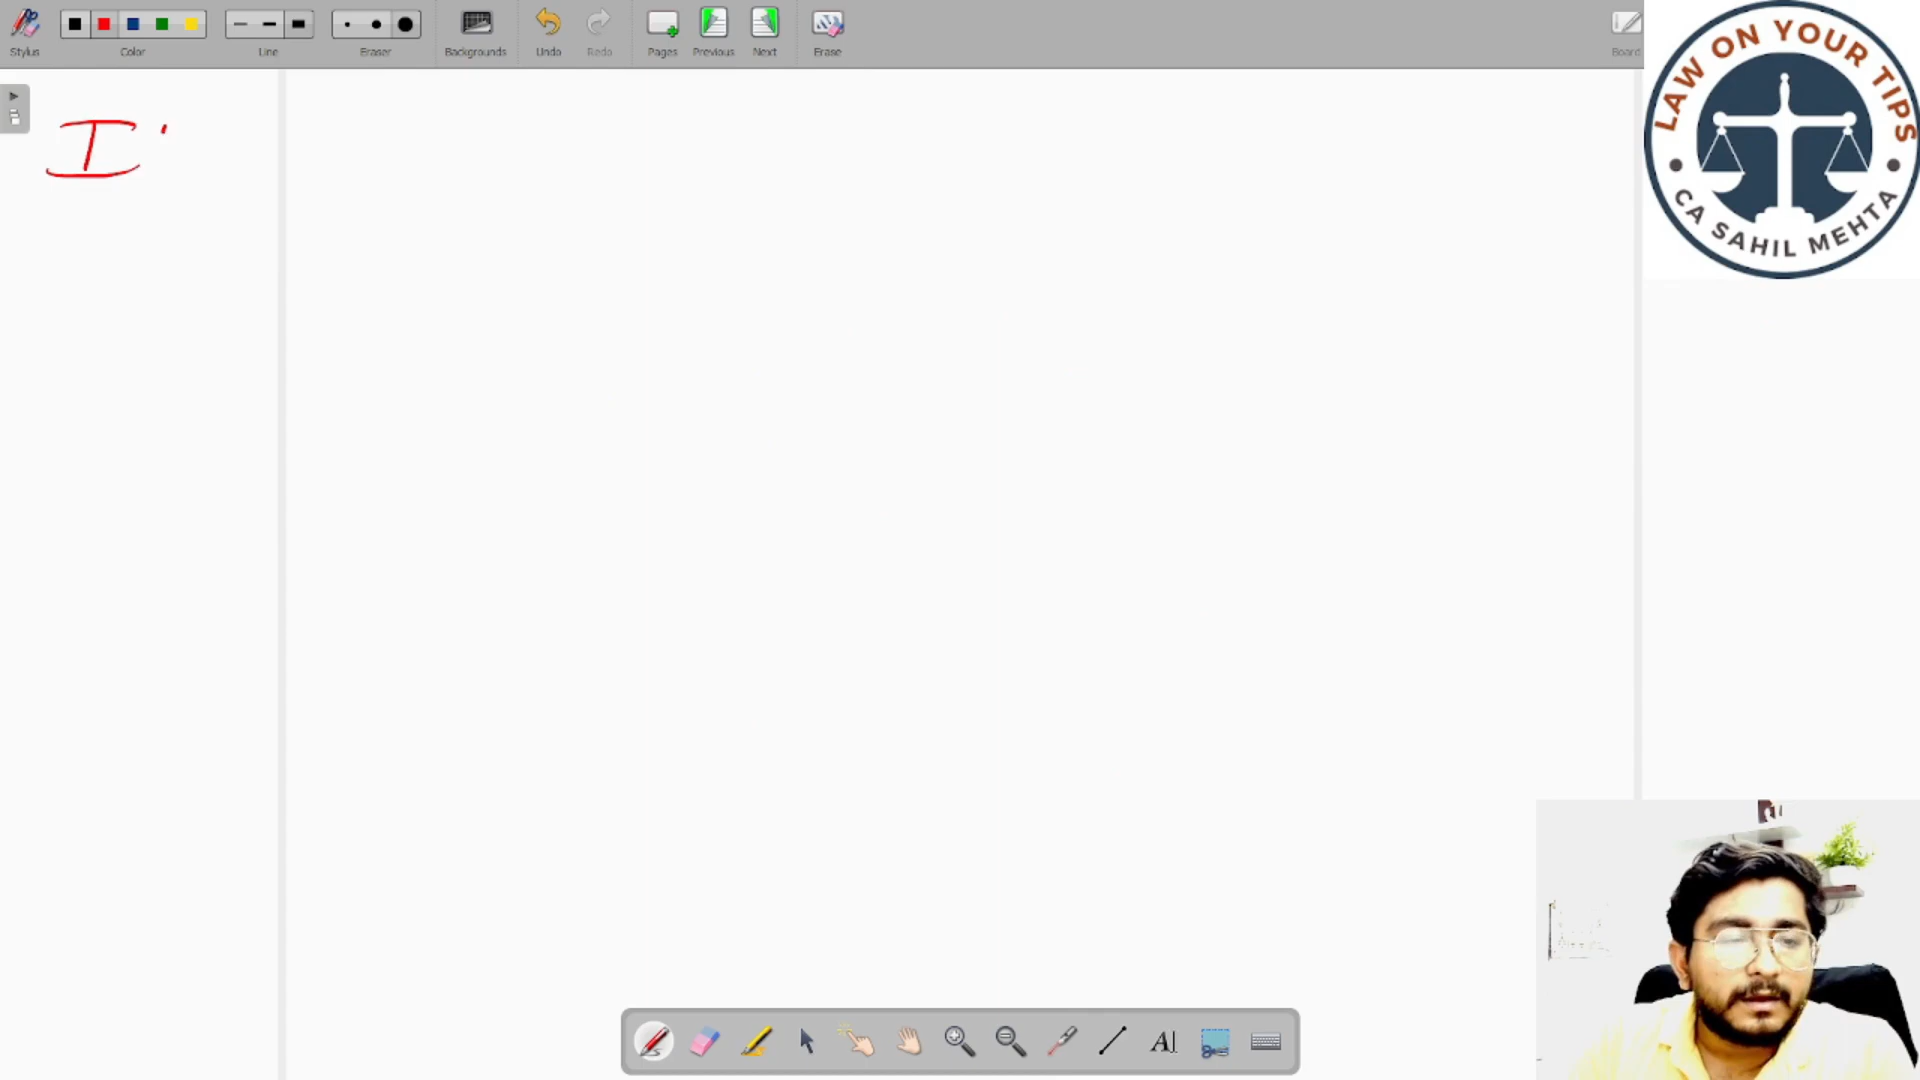 Stylus
Color
Line
Eraser
Backgrounds
Undo
Redo
Pages
Previous
Next
Erase
Board
LAW ON YOUR TIPS
• CA SAHIL MEHTA •
I
A